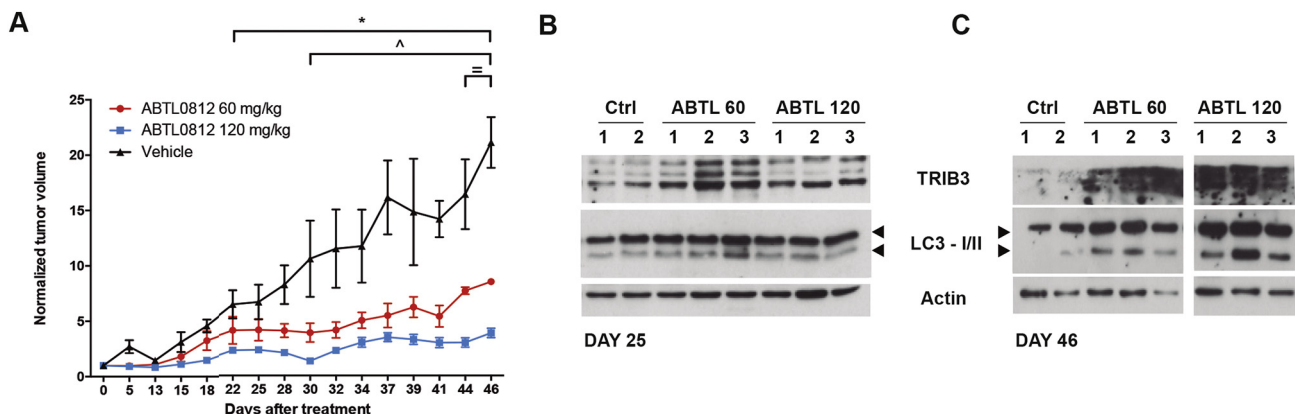 A
*
^
=
25
20
15
10
5
0
Normalized tumor volume
ABTL0812 60 mg/kg
ABTL0812 120 mg/kg
Vehicle
0 5 13 15 18 22 25 28 30 32 34 37 39 41 44 46
Days after treatment
B
Ctrl ABTL 60 ABTL 120
1 2 1 2 3 1 2 3
DAY 25
TRIB3
LC3 - I/II
Actin
C
Ctrl ABTL 60 ABTL 120
1 2 1 2 3 1 2 3
DAY 46